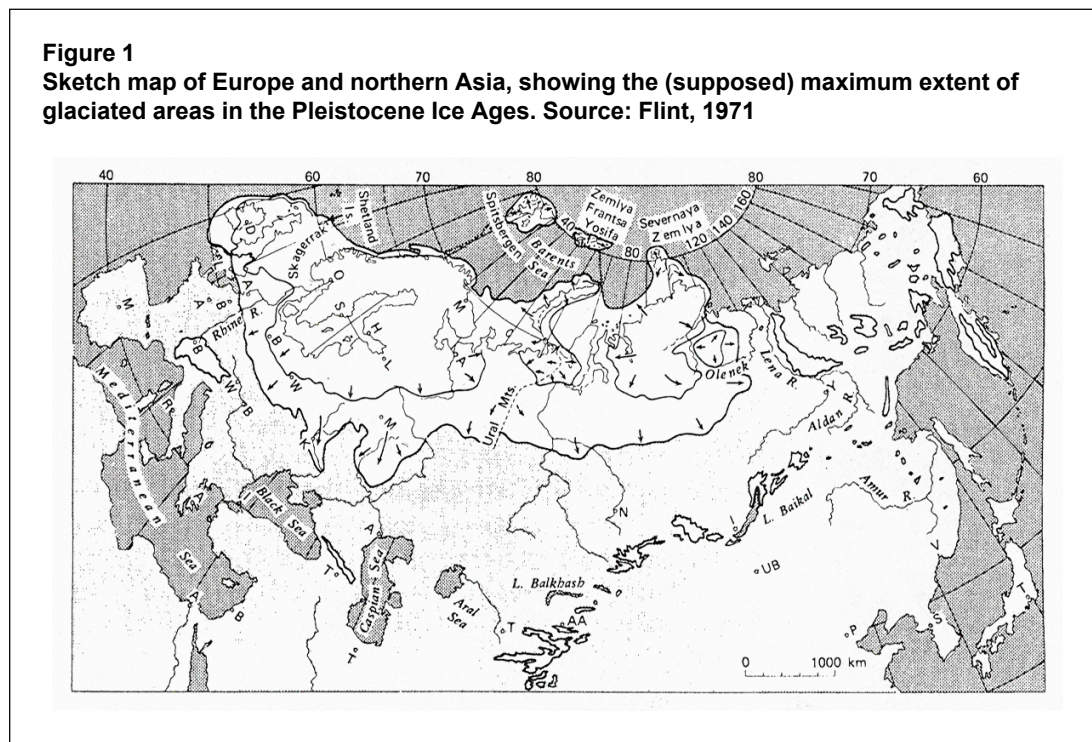 Figure 1
Sketch map of Europe and northern Asia, showing the (supposed) maximum extent of
glaciated areas in the Pleistocene Ice Ages. Source: Flint, 1971
40
50
60
70
80
80
70
60
Shetland
Isl
Spitsbergen
40
Zemlya
Frantsa
Yosifa
Severnaya
Zemlya
80
120
140
160
Barents
Sea
Skagerrak
D
O
S
H
L
M
M
P
B
A
Rhine R.
B
B
W
W
B
Olenek
Lena R.
Y
Aldan R.
Ural Mts.
M
K
Mediterranean
Sea
Re
A
I
Black Sea
L. Baikal
I
Amur
R.
N
A
V
T
Caspian Sea
L. Balkhash
UB
Aral
Sea
A
B
T
AA
T
P
S
T
0
1000 km